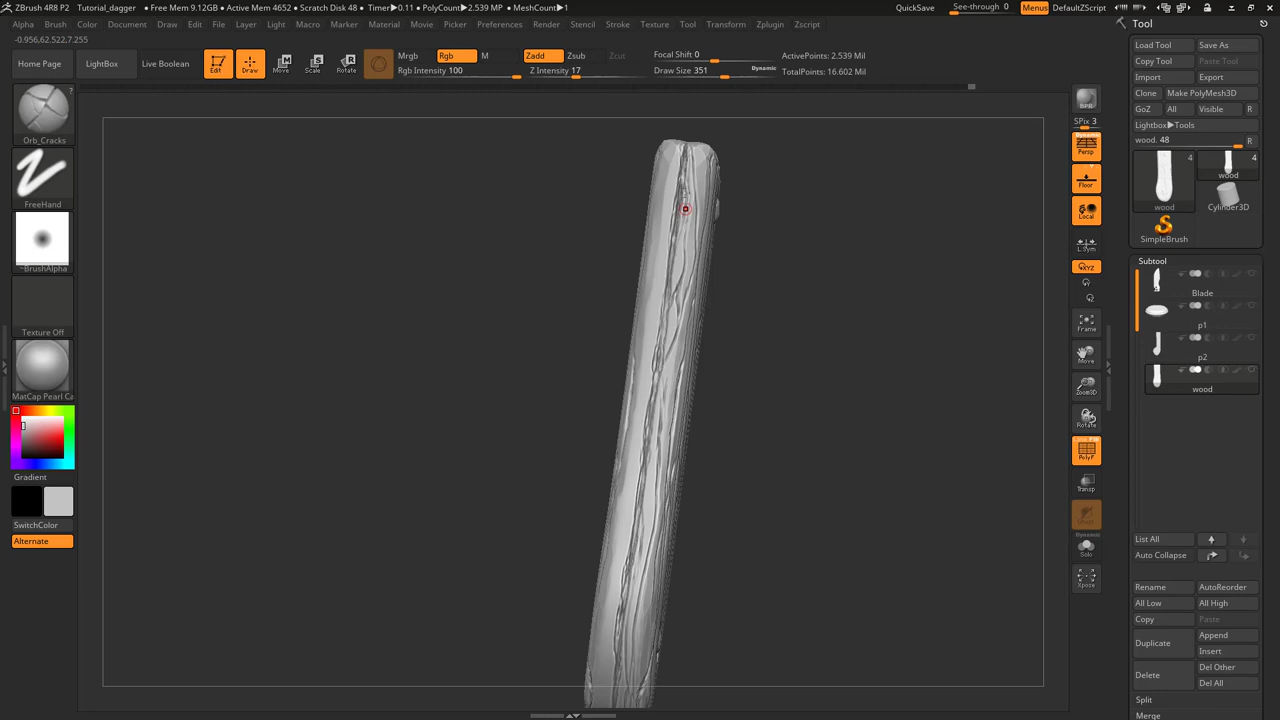 ZBrush 4R8 P2 Tutorial_dagger • Free Mem 9.12GB • Active Mem 4652 • Scratch Disk 48 • Timer▶0.11 • PolyCount▶2.539 MP • MeshCount▶1 QuickSave See-through 0 Menus DefaultZScript
Alpha Brush Color Document Draw Edit File Layer Light Macro Marker Material Movie Picker Preferences Render Stencil Stroke Texture Tool Transform Zplugin Zscript
-0.956,62.522,7.255
Home Page LightBox Live Boolean
Edit Draw Move Scale Rotate
Mrgb Rgb M
Rgb Intensity 100
Zadd Zsub Zcut
Z Intensity 17
Focal Shift 0
Draw Size 351 Dynamic
ActivePoints: 2.539 Mil
TotalPoints: 16.602 Mil
?
Orb_Cracks
FreeHand
~BrushAlpha
Texture Off
MatCap Pearl Ca
Gradient
SwitchColor
Alternate
BPR
SPix 3
Dynamic
Persp
Floor
Local
L.Sym
XYZ
Frame
Move
Zoom3D
Rotate
PolyF
Transp
Dynamic
Solo
Xpose
Tool
Load Tool Save As
Copy Tool Paste Tool
Import Export
Clone Make PolyMesh3D
GoZ All Visible R
Lightbox▶Tools
wood. 48 R
4 4
wood
wood Cylinder3D
SimpleBrush
Subtool
Blade
p1
p2
wood
List All
Auto Collapse
Rename AutoReorder
All Low All High
Copy Paste
Duplicate Append
Insert
Delete Del Other
Del All
Split
Merge